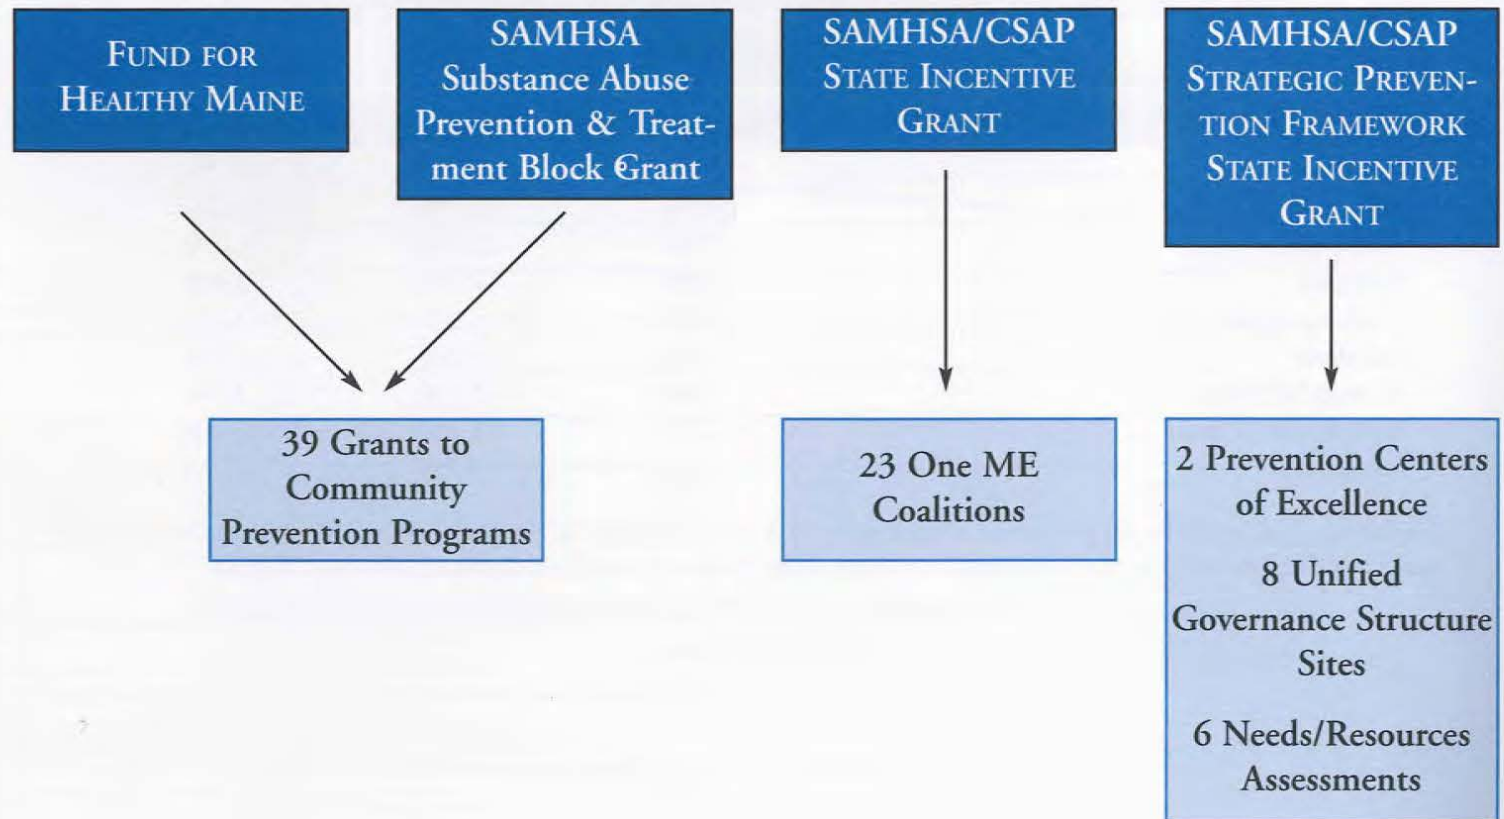 FUND FOR
HEALTHY MAINE
SAMHSA
Substance Abuse
Prevention & Treat-
ment Block Grant
SAMHSA/CSAP
STATE INCENTIVE
GRANT
SAMHSA/CSAP
STRATEGIC PREVEN-
TION FRAMEWORK
STATE INCENTIVE
GRANT
39 Grants to
Community
Prevention Programs
23 One ME
Coalitions
2 Prevention Centers
of Excellence
8 Unified
Governance Structure
Sites
6 Needs/Resources
Assessments